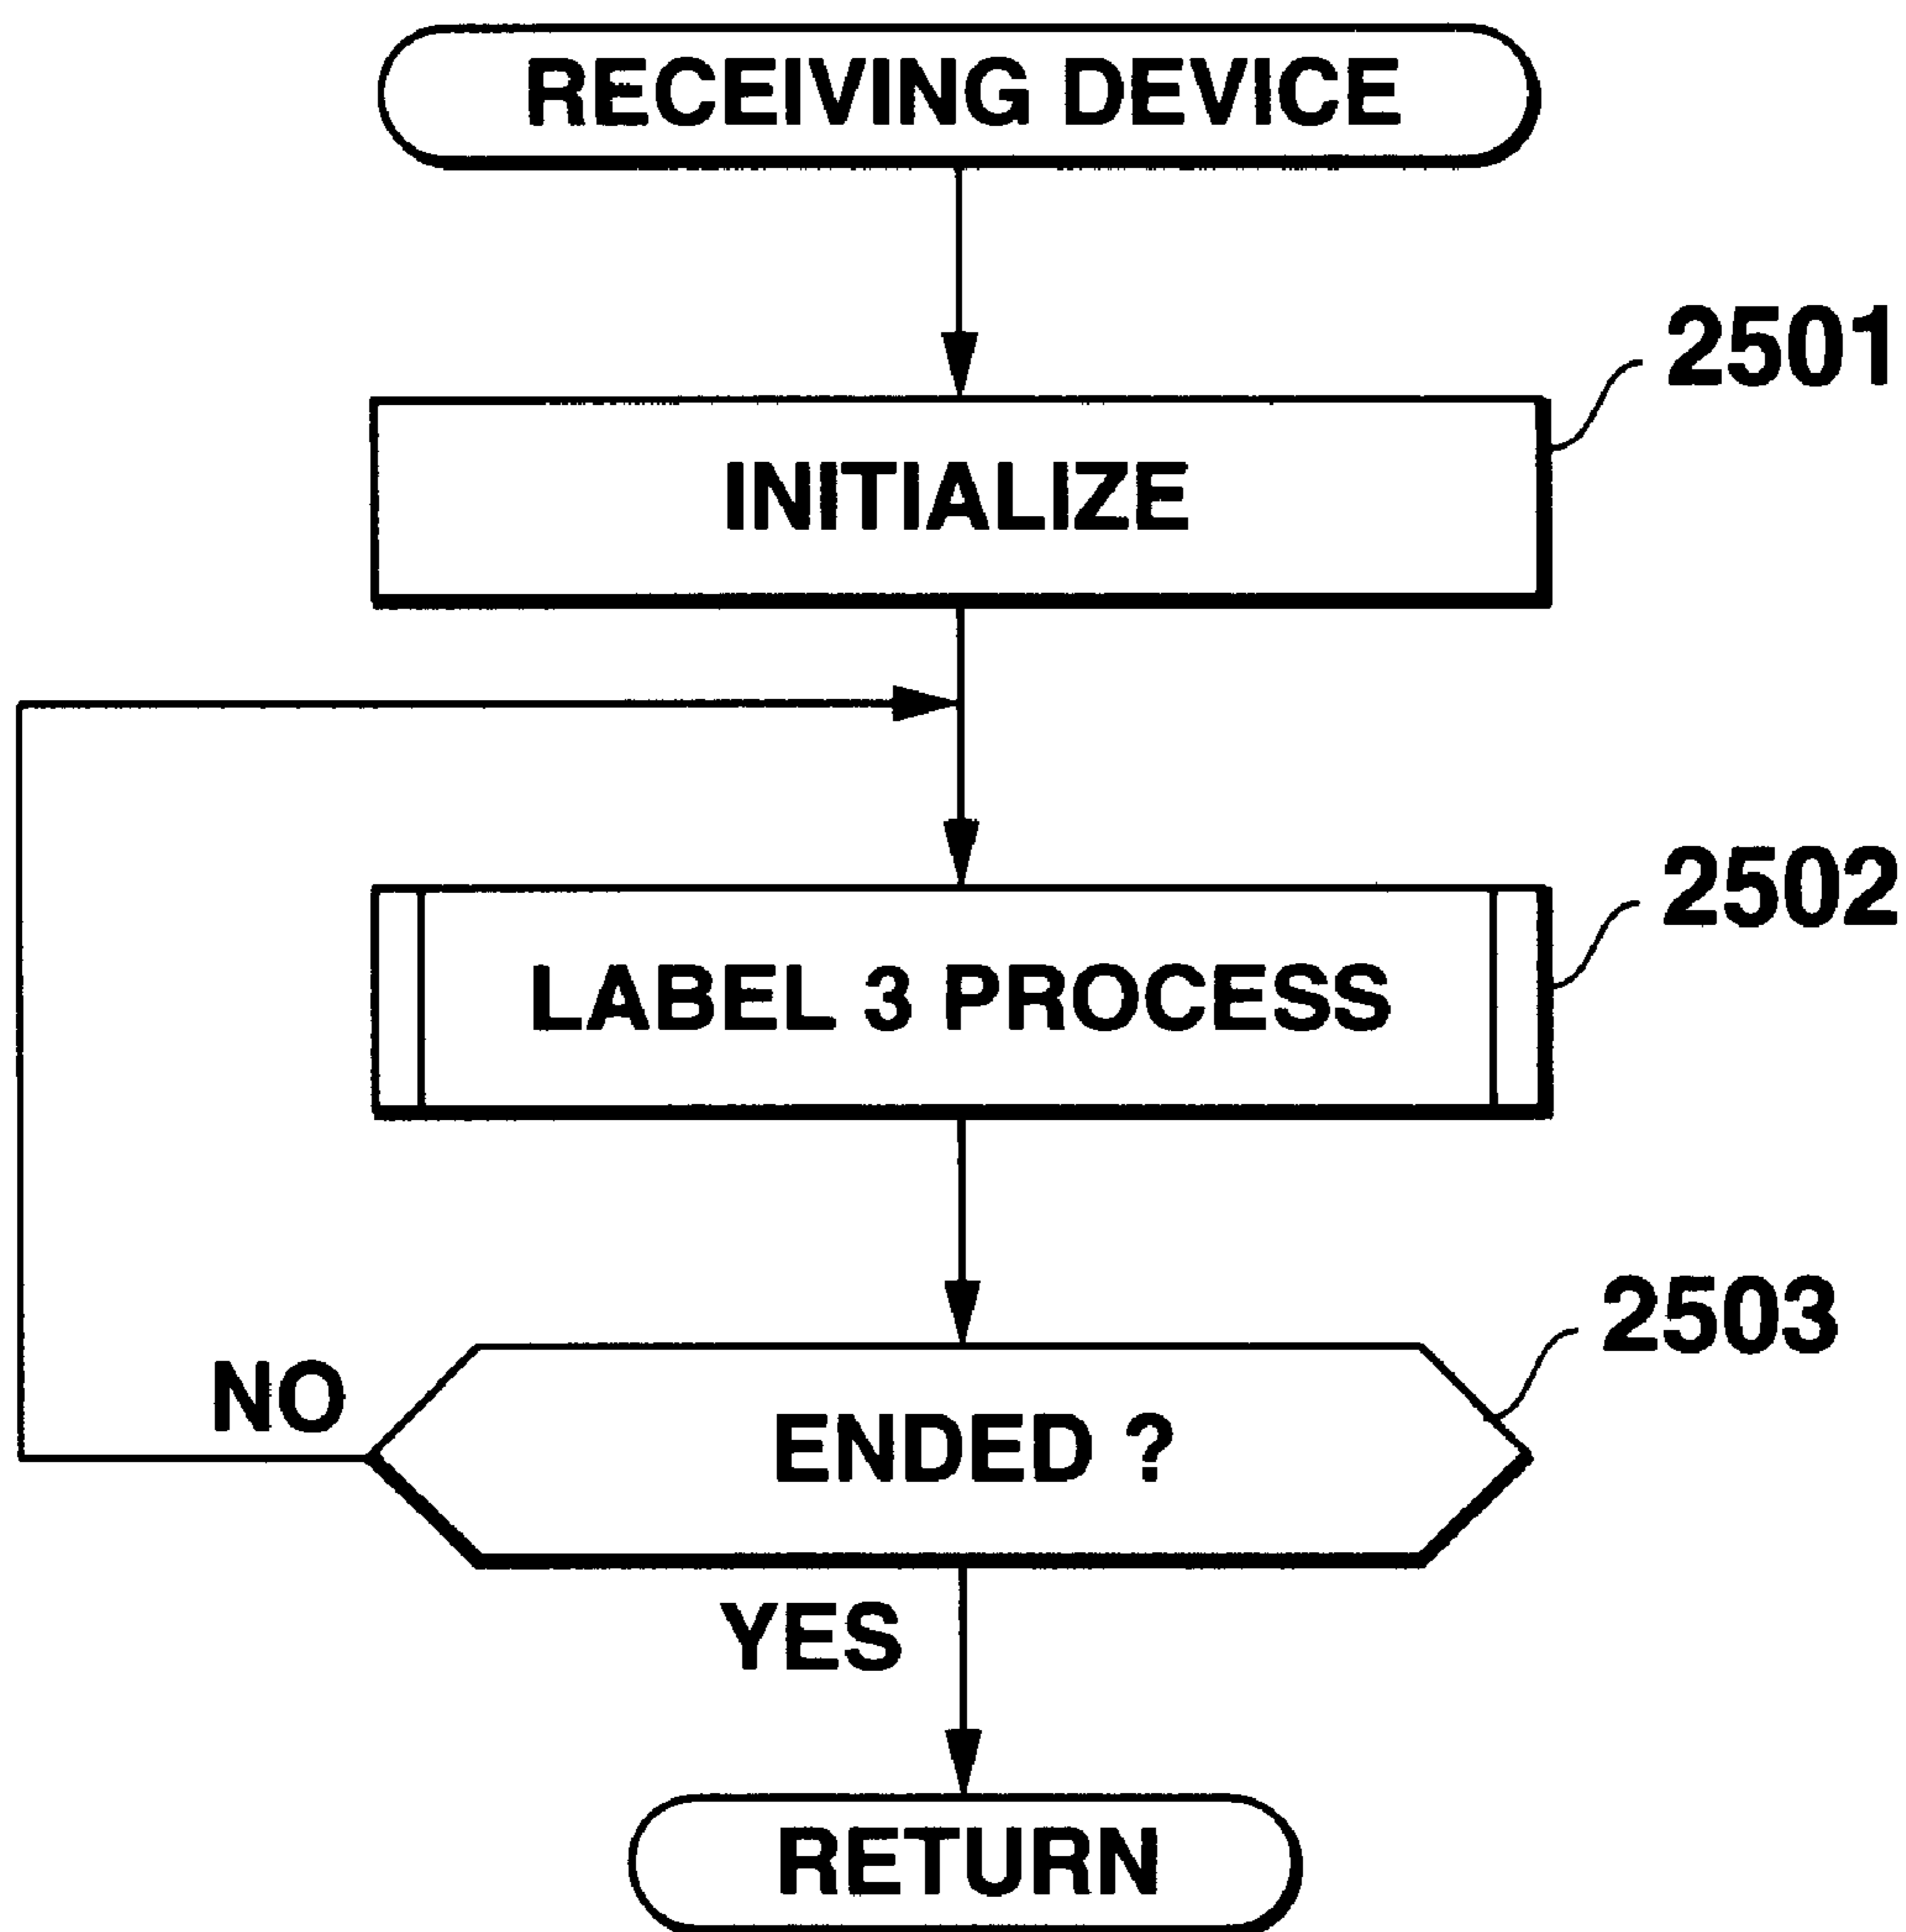 RECEIVING DEVICE
2501
INITIALIZE
2502
LABEL 3 PROCESS
2503
NO
ENDED ?
YES
RETURN